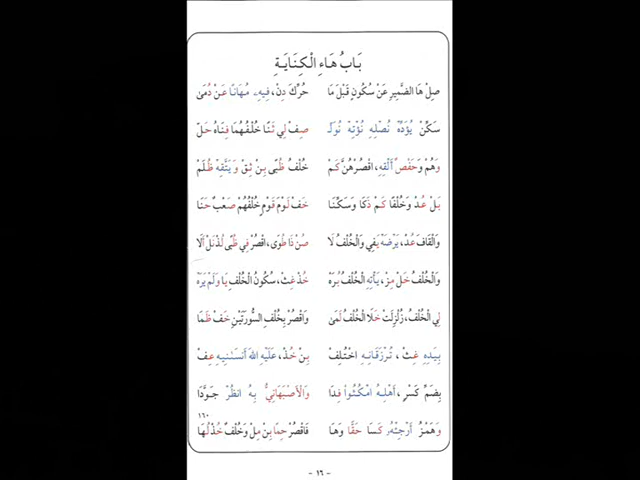 بَابُ هَاءِ الْكِنَايَةِ
صِلْ هَا الضَّمِيرِ عَنْ سُكُونٍ قَبْلَ مَا حُرِّكَ دِنْ، فِيهِ مُهَانًا عَنْ دُمَى
سَكِّنْ يُؤَدِّهْ نُصْلِهِ نُؤْتِهْ نُوَلْ صِفْ لِي ثَنَا خُلْفُهُمَا فِنَاهُ حَلّ
وَهُمْ وَحَفْصٌ أَلْقِهِ، اقْصُرْهُنَّ كَمْ خُلْفٌ ظُبًى بِنْ ثِقْ وَيَتَّقِهْ ظُلَمْ
بَلْ عُدْ وَخُلْفًا كَمْ ذَكَا وَسَكِّنَا خَفْ لَوْمَ قَوْمٍ خُلْفُهُمْ صَعْبٌ حَنَا
وَالْقَافَ عُدْ، يَرْضَهْ يَفِي وَالْخُلْفُ لَا صُنْ ذَا طُوًى، اقْصُرْ فِي ظُبًى لُذْ نَلْ أَلَا
وَالْخُلْفُ خَلْ مِزْ، يَأْتِهِ الْخُلْفُ بُرَهْ خُذْ غِثْ، سُكُونُ الْخُلْفِ يَا وَلَمْ يَرَهْ
لِي الْخُلْفُ، زُلْزِلَتْ خَلَا الْخُلْفُ لَمَى وَاقْصُرْ بِخُلْفِ السُّورَتَيْنِ خَفْ ظَمَا
بِيَدِهِ غِثْ، تُرْزَقَانِهِ اخْتُلِفْ بِنْ خُذْ، عَلَيْهِ اللهَ أَنْسَانِيهِ عِفْ
بِضَمِّ كَسْرٍ، أَهْلِهِ امْكُثُوا فِدَا وَالْأَصْبَهَانِيُّ بِهِ انْظُرْ جَوَّدَا
١٦٠
وَهَمْزُ أَرْجِئْهُ كَسَا حَقًّا وَهَا فَاقْصُرْ حِمًا بِنْ مِلْ وَخُلْفٌ خُذْ لَهَا
- ١٦ -